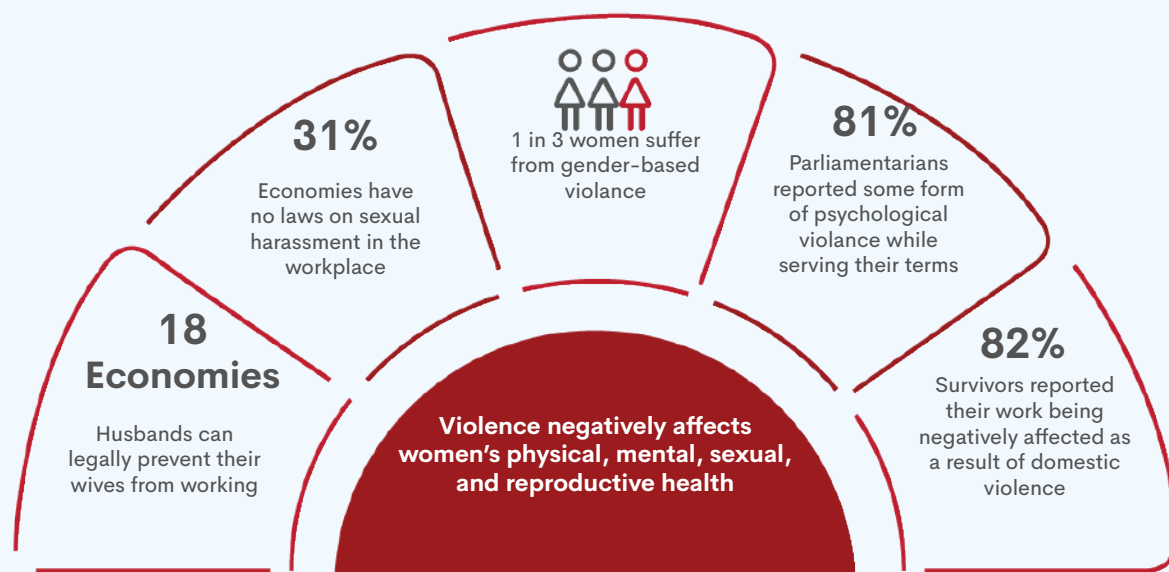 18
Economies
Husbands can
legally prevent their
wives from working
31%
Economies have
no laws on sexual
harassment in the
workplace
1 in 3 women suffer
from gender-based
violance
81%
Parliamentarians
reported some form
of psychological
violance while
serving their terms
82%
Survivors reported
their work being
negatively affected as
a result of domestic
violence
Violence negatively affects
women's physical, mental, sexual,
and reproductive health